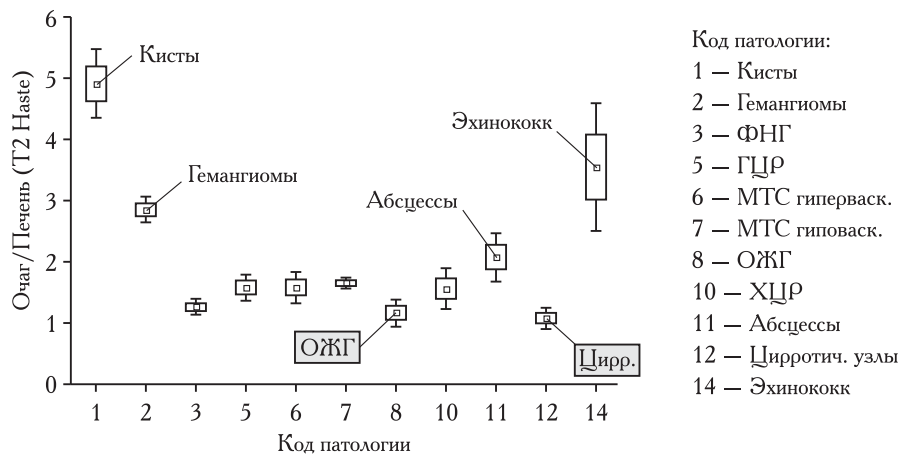 6
5
4
3
2
1
0
Очаг/Печень (T2 Haste)
Кисты
Гемангиомы
ОЖГ
Абсцессы
Эхинококк
Цирр.
1 2 3 5 6 7 8 10 11 12 14
Код патологии
Код патологии:
1 — Кисты
2 — Гемангиомы
3 — ФНГ
5 — ГЦР
6 — МТС гиперваск.
7 — МТС гиповаск.
8 — ОЖГ
10 — ХЦР
11 — Абсцессы
12 — Цирротич. узлы
14 — Эхинококк